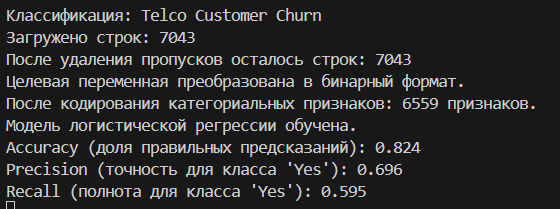 Классификация: Telco Customer Churn
Загружено строк: 7043
После удаления пропусков осталось строк: 7043
Целевая переменная преобразована в бинарный формат.
После кодирования категориальных признаков: 6559 признаков.
Модель логистической регрессии обучена.
Accuracy (доля правильных предсказаний): 0.824
Precision (точность для класса 'Yes'): 0.696
Recall (полнота для класса 'Yes'): 0.595